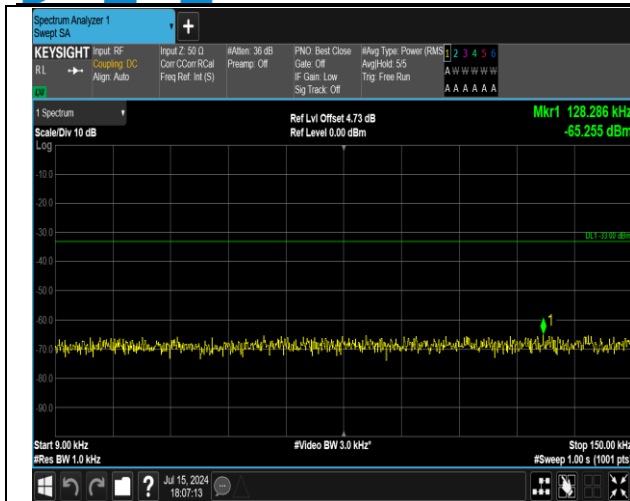 Spectrum Analyzer 1
Swept SA
+
KEYSIGHT
RL
Input: RF
Coupling: DC
Align: Auto
Input Z: 50 Ω
Corr CCorr RCal
Freq Ref: Int (S)
#Atten: 36 dB
Preamp: Off
PNO: Best Close
Gate: Off
IF Gain: Low
Sig Track: Off
#Avg Type: Power (RMS
Avg|Hold: 5/5
Trig: Free Run
1 2 3 4 5 6
A W W W W W
A A A A A A
1 Spectrum
Scale/Div 10 dB
Ref Lvl Offset 4.73 dB
Ref Level 0.00 dBm
Mkr1 128.286 kHz
-65.255 dBm
Log
-10.0
-20.0
-30.0
DL1 -33.00 dBm
-40.0
-50.0
-60.0
1
-70.0
-80.0
-90.0
Start 9.00 kHz
#Res BW 1.0 kHz
#Video BW 3.0 kHz*
Stop 150.00 kHz
#Sweep 1.00 s (1001 pts)
?
Jul 15, 2024
18:07:13